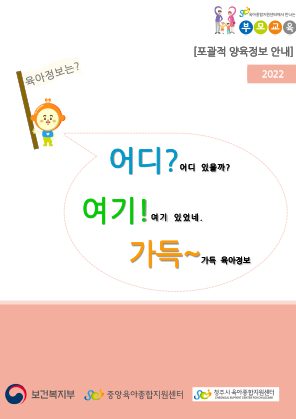 육아종합지원센터에서 만나는
부모교육
[포괄적 양육정보 안내]
2022
육아정보는?
어디? 어디 있을까?
여기! 여기 있었네.
가득~ 가득 육아정보
보건복지부
중앙육아종합지원센터
청주시육아종합지원센터